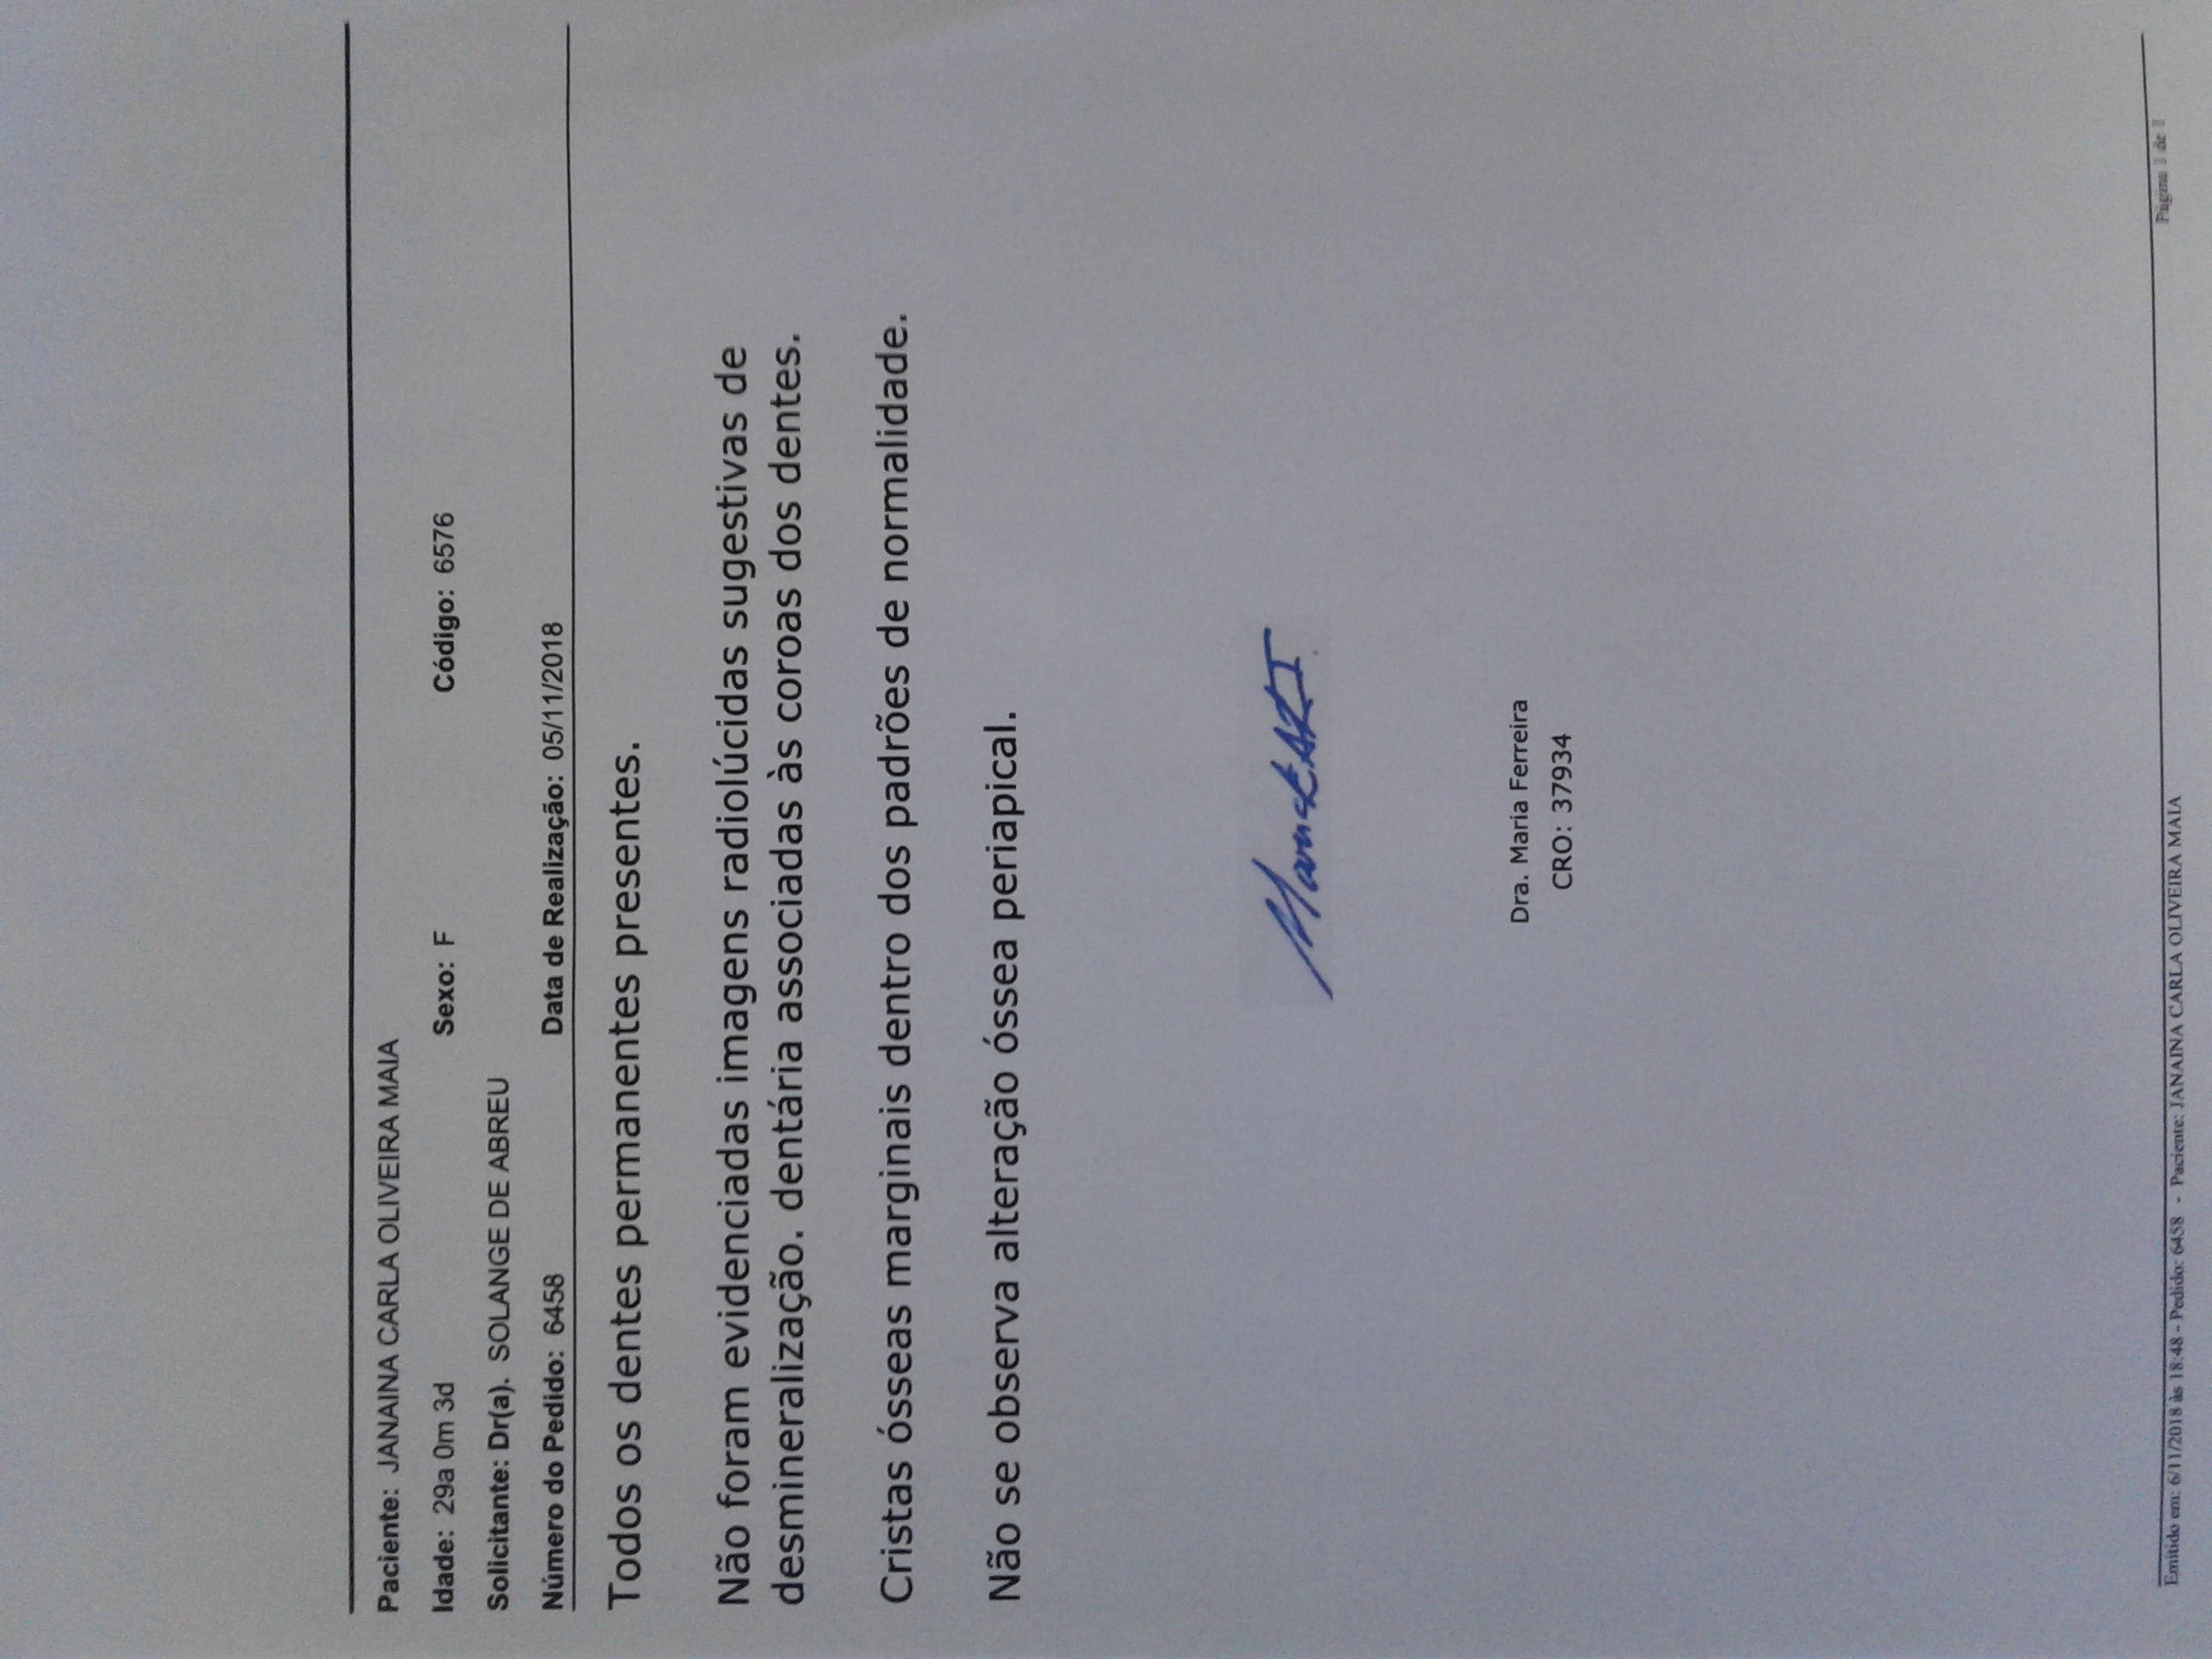 Paciente: JANAINA CARLA OLIVEIRA MAIA
Idade: 29a 0m 3d Sexo: F Código: 6576
Solicitante: Dr(a). SOLANGE DE ABREU
Número do Pedido: 6458 Data de Realização: 05/11/2018
Todos os dentes permanentes presentes.
Não foram evidenciadas imagens radiolúcidas sugestivas de
desmineralização. dentária associadas às coroas dos dentes.
Cristas ósseas marginais dentro dos padrões de normalidade.
Não se observa alteração óssea periapical.
Dra. Maria Ferreira
CRO: 37934
Emitido em: 6/11/2018 às 18:48 - Pedido: 6458 - Paciente: JANAINA CARLA OLIVEIRA MAIA Página 1 de 1